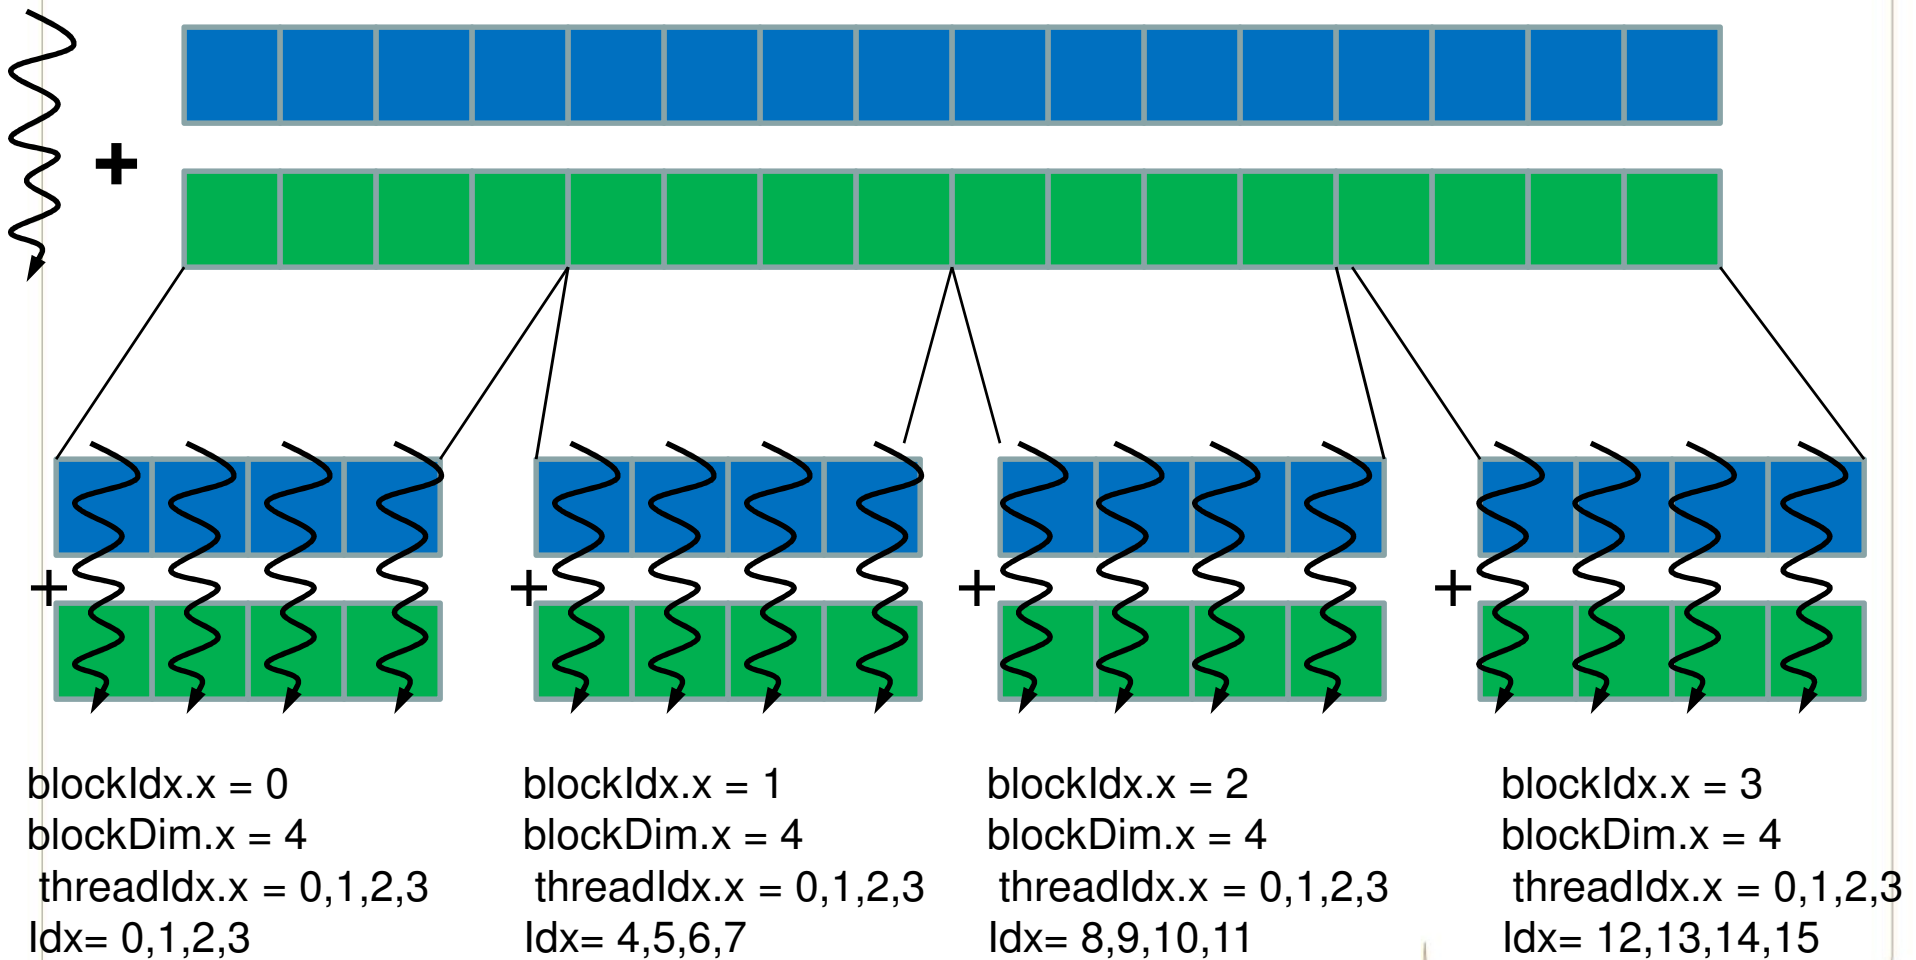 +
+ + + +
blockIdx.x = 0
blockDim.x = 4
threadIdx.x = 0,1,2,3
Idx= 0,1,2,3
blockIdx.x = 1
blockDim.x = 4
threadIdx.x = 0,1,2,3
Idx= 4,5,6,7
blockIdx.x = 2
blockDim.x = 4
threadIdx.x = 0,1,2,3
Idx= 8,9,10,11
blockIdx.x = 3
blockDim.x = 4
threadIdx.x = 0,1,2,3
Idx= 12,13,14,15